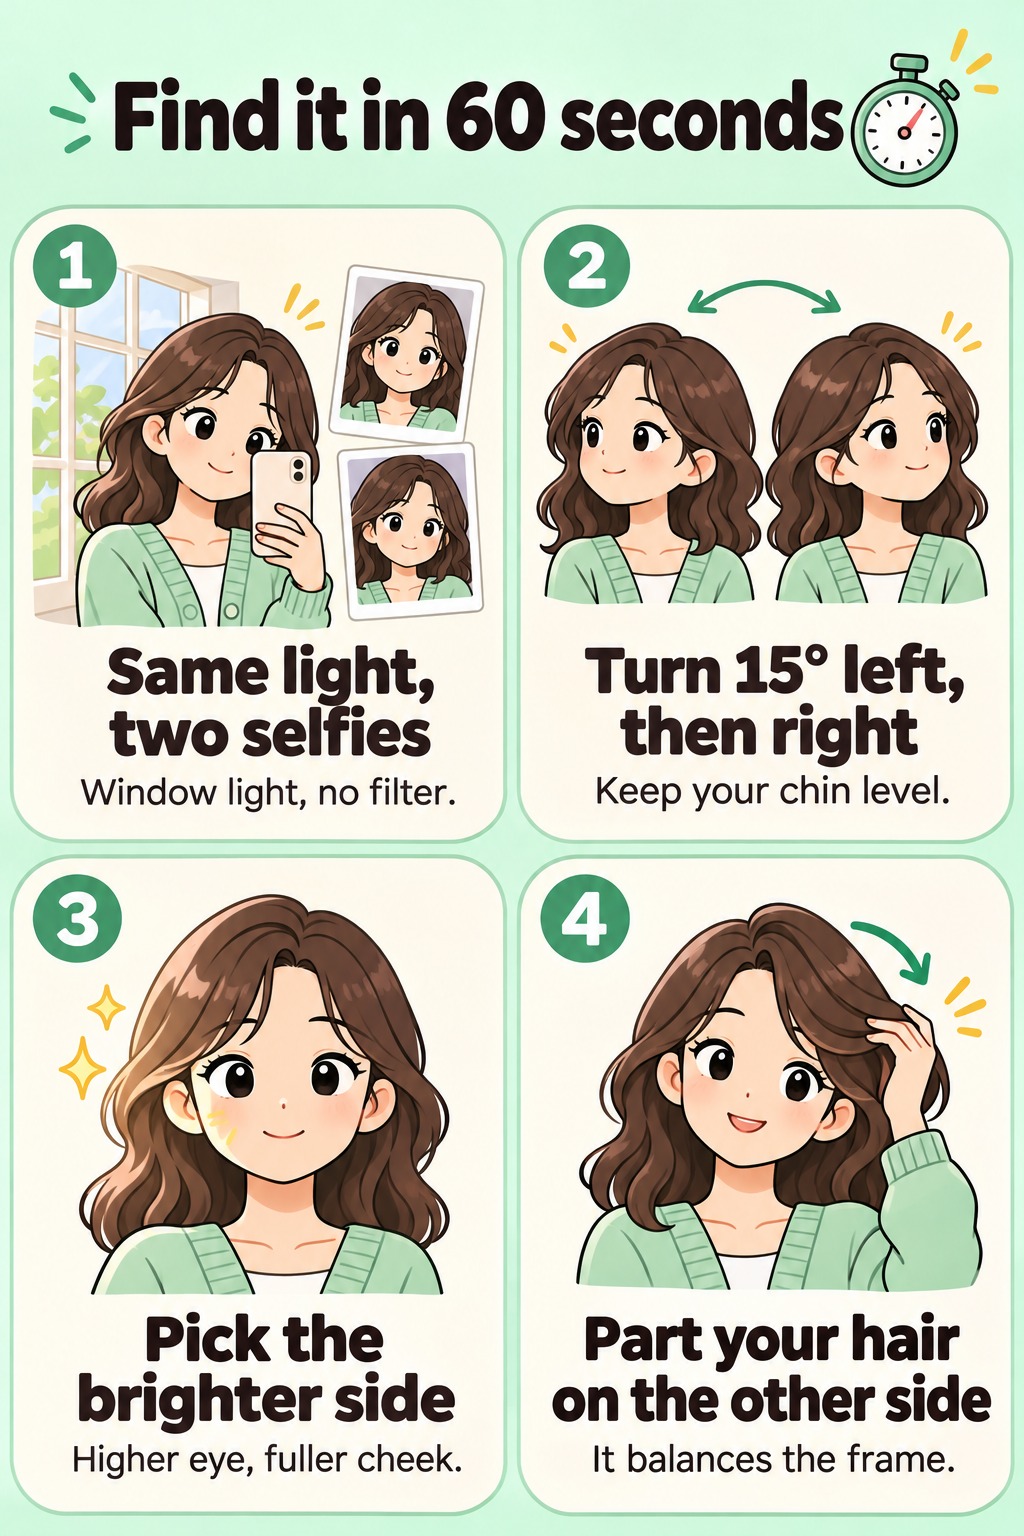 Find it in 60 seconds
1
Same light,
two selfies
Window light, no filter.
2
Turn 15° left,
then right
Keep your chin level.
3
Pick the
brighter side
Higher eye, fuller cheek.
4
Part your hair
on the other side
It balances the frame.